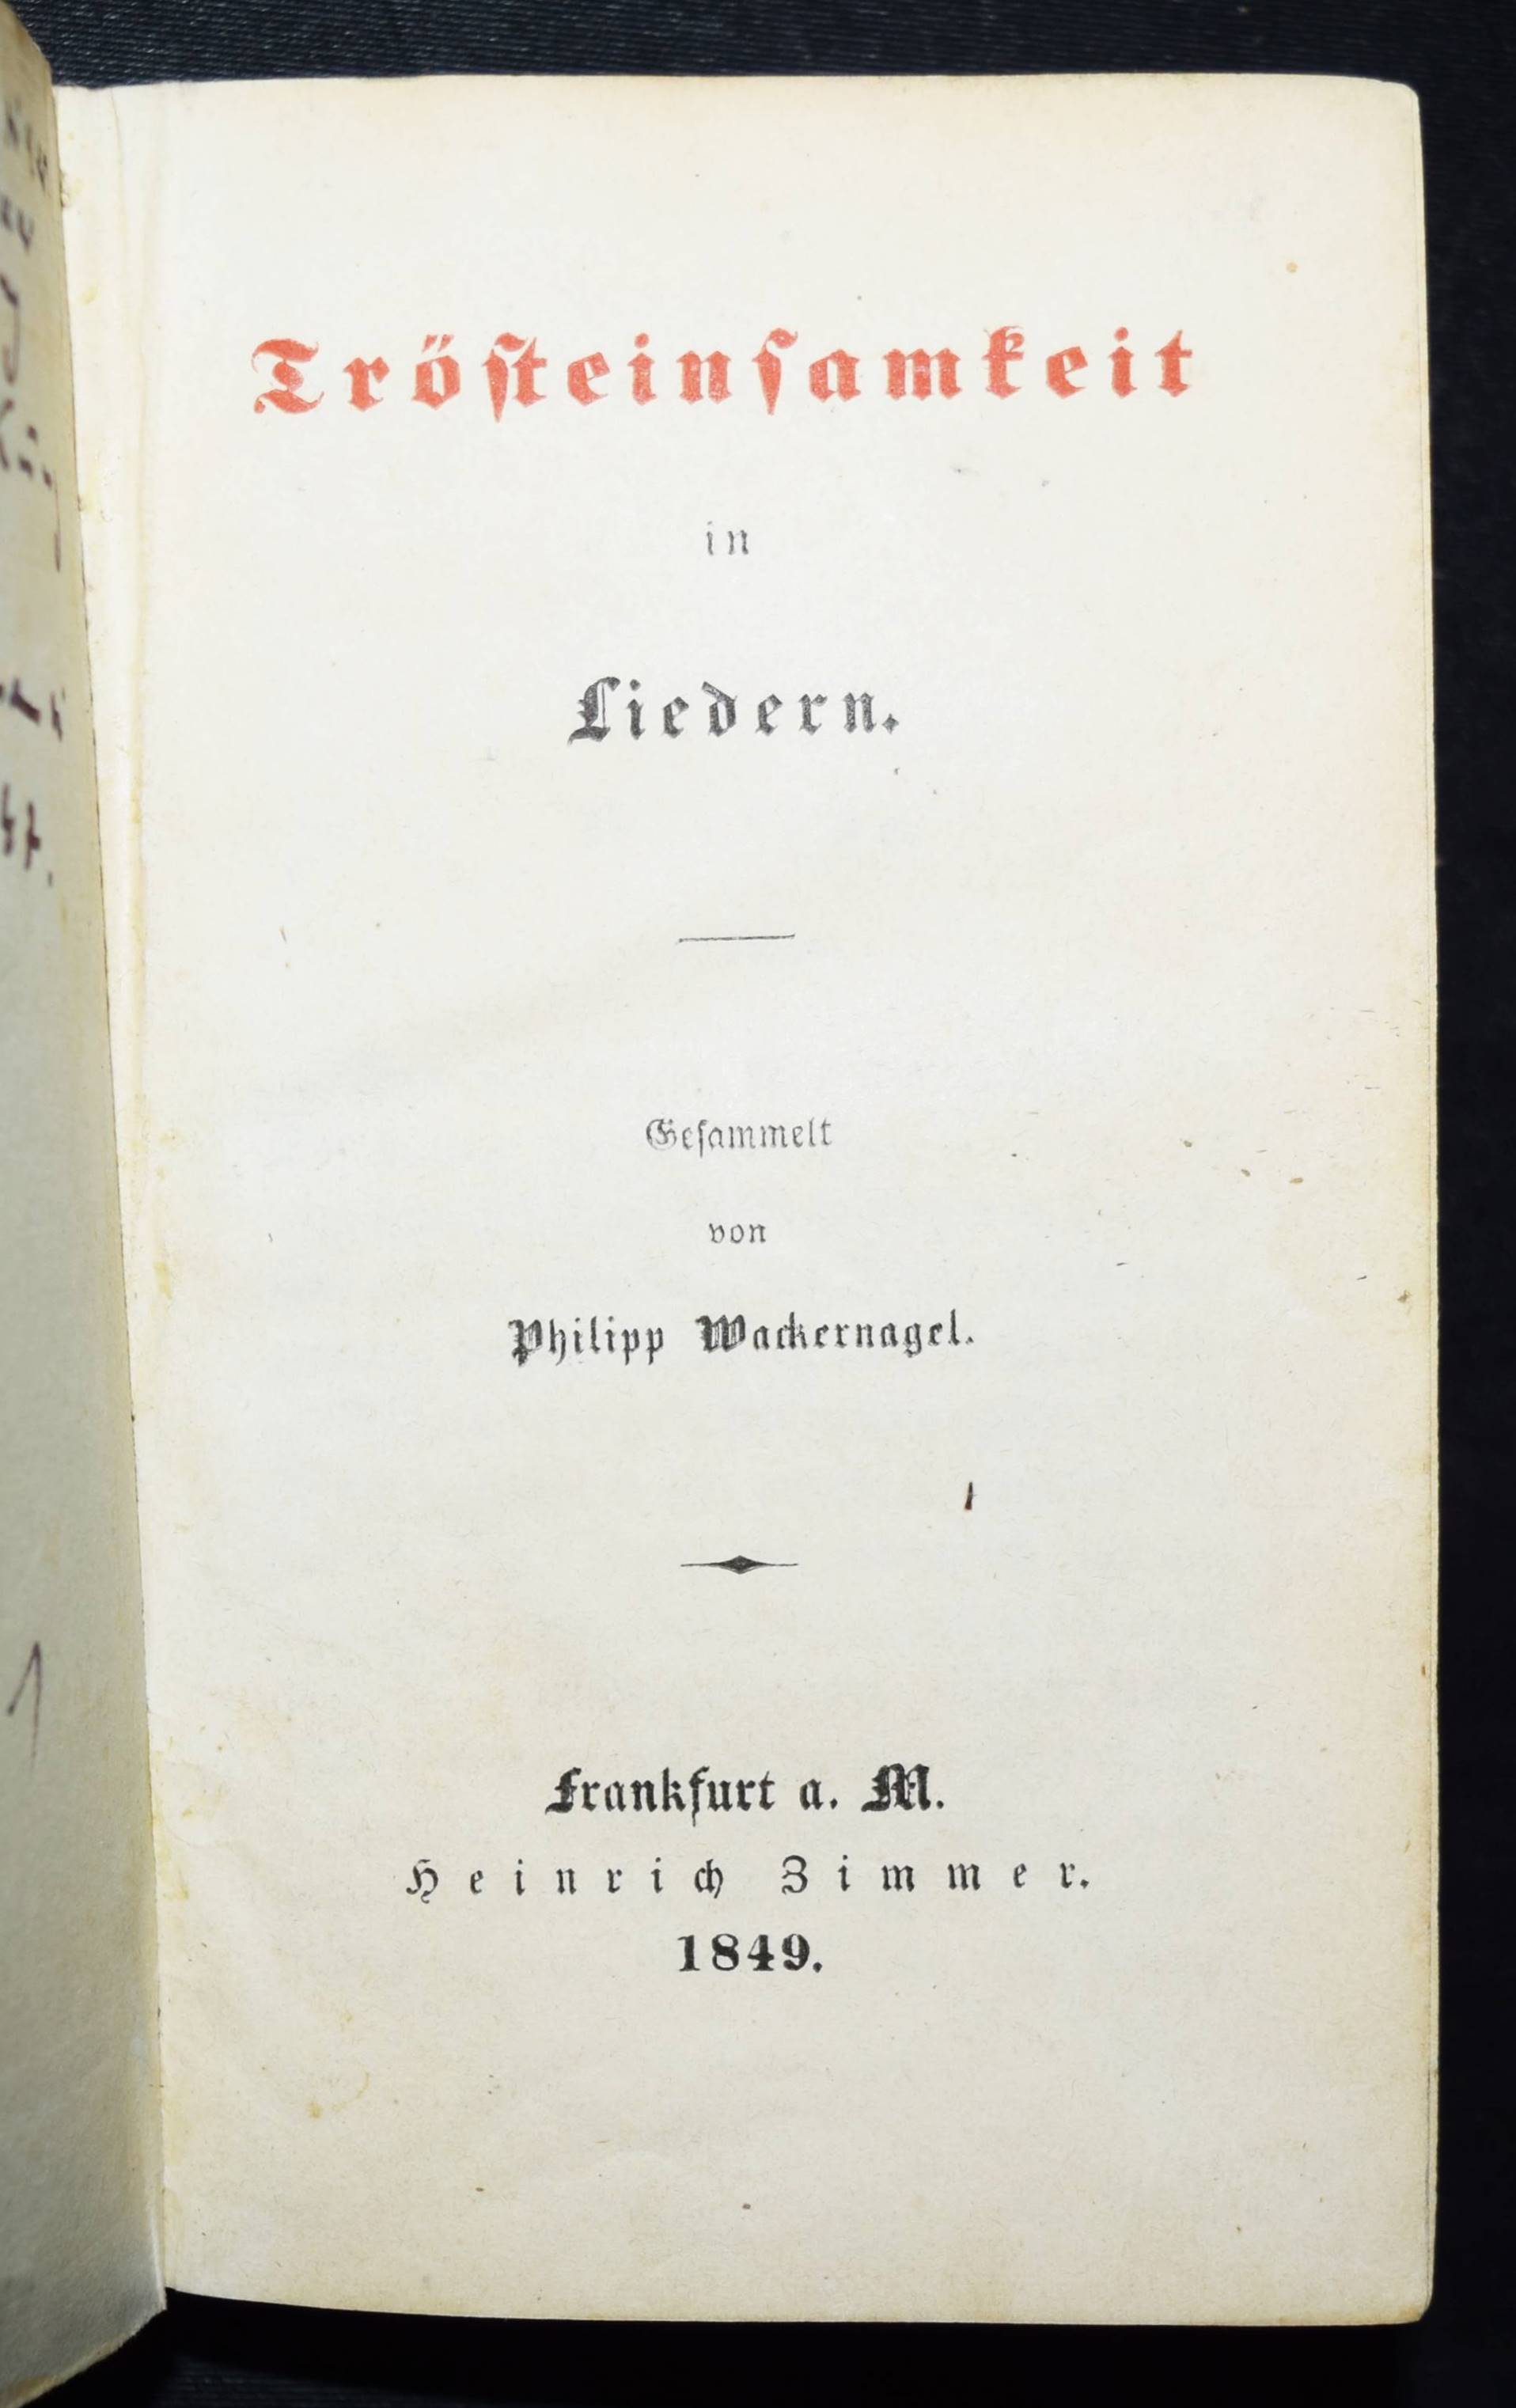 Tröſteinſamkeit
in
Liedern.
Geſammelt
von
Philipp Wackernagel.
Frankfurt a. M.
Heinrich Zimmer.
1849.